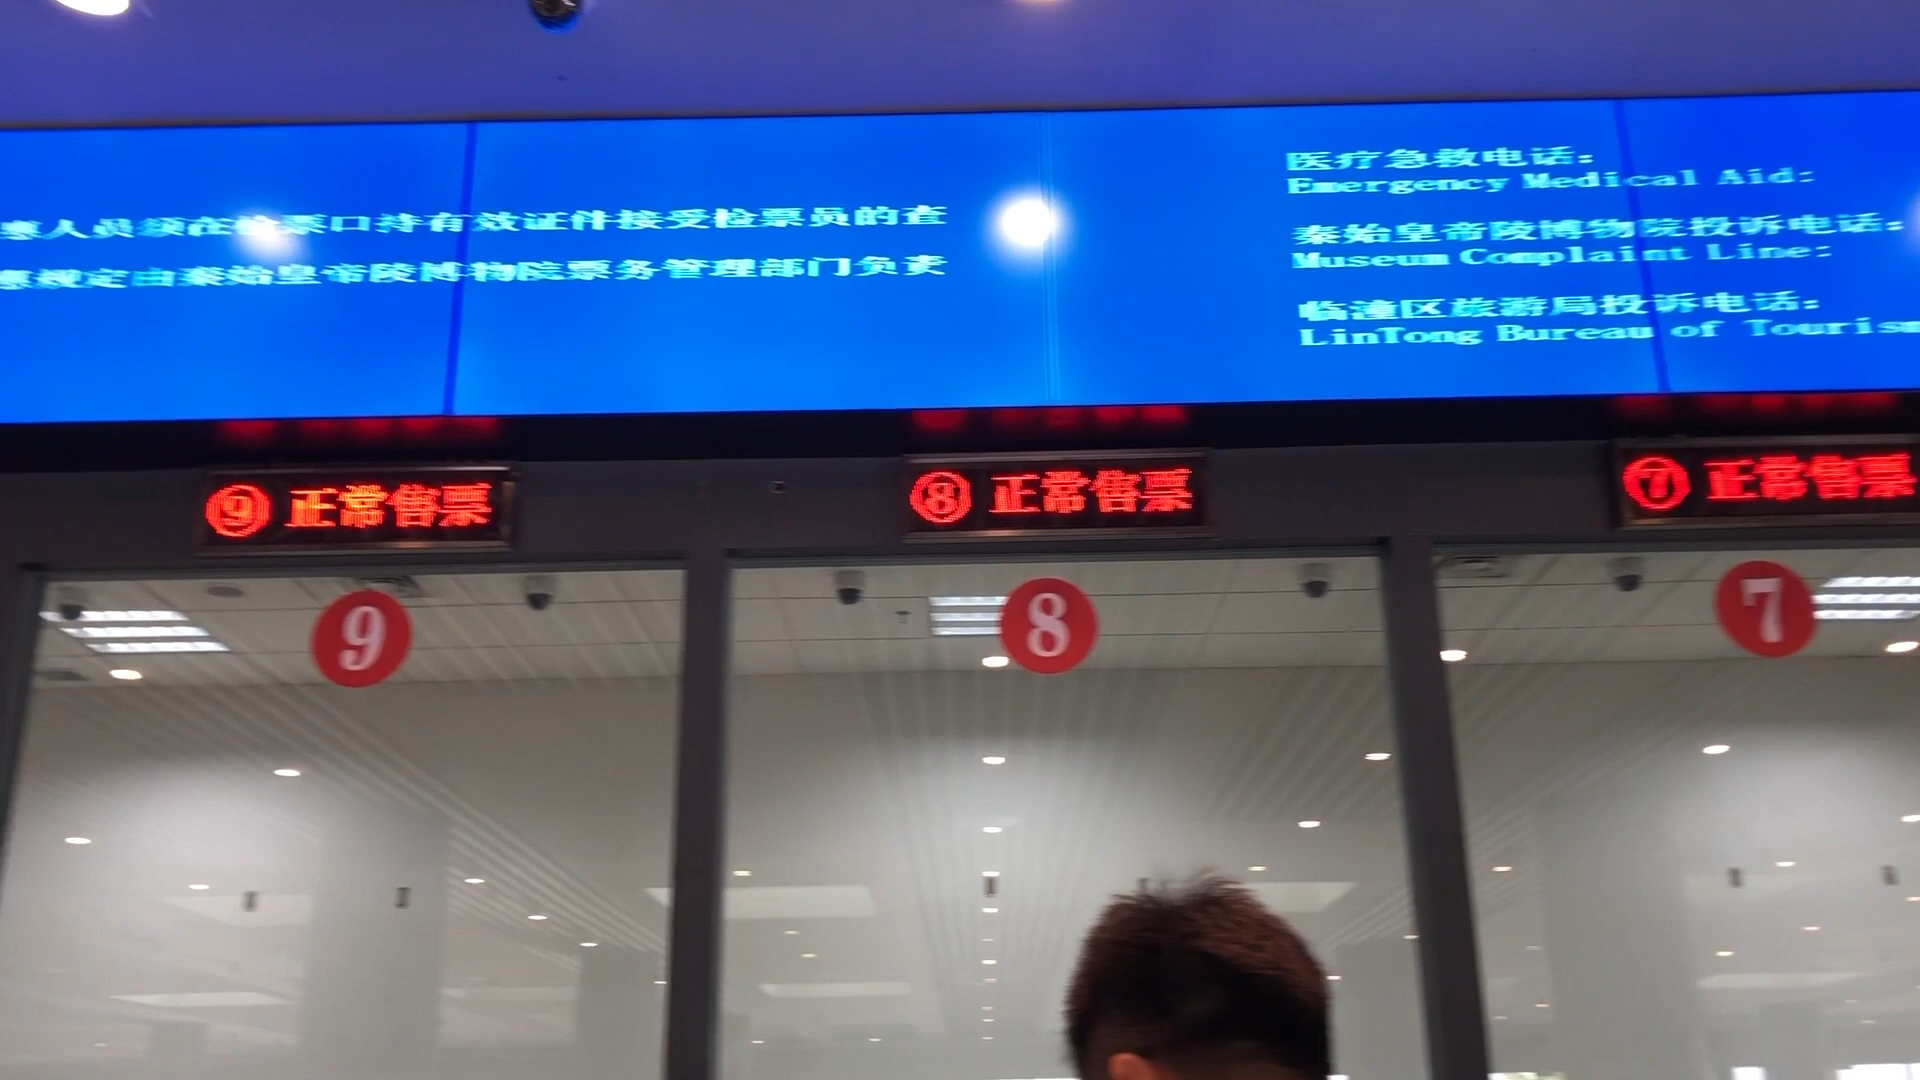 惠人员须在检票口持有效证件接受检票员的查
惠规定由秦始皇帝陵博物院票务管理部门负责
医疗急救电话:
Emergency Medical Aid:
秦始皇帝陵博物院投诉电话:
Museum Complaint Line:
临潼区旅游局投诉电话:
LinTong Bureau of Tourism
⑨ 正常售票
⑧ 正常售票
⑦ 正常售票
9
8
7